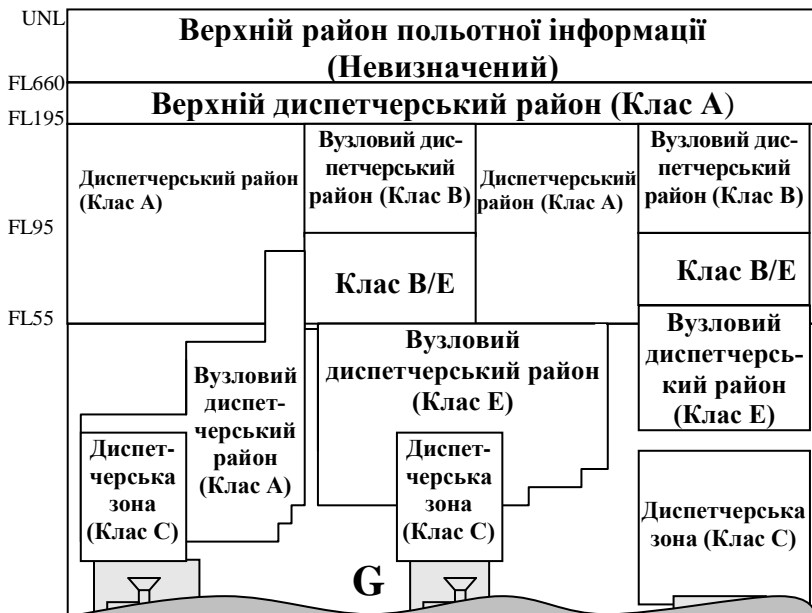 UNL
Верхній район польотної інформації
(Невизначений)
FL660
Верхній диспетчерський район (Клас А)
FL195
Диспетчерський район
(Клас А)
Вузловий дис-
петчерський
район (Клас В)
Диспетчерський
район (Клас А)
Вузловий дис-
петчерський
район (Клас В)
FL95
Клас В/Е
Клас В/Е
FL55
Вузловий
диспет-
черський
район
(Клас А)
Вузловий
диспетчерський район
(Клас Е)
Вузловий
диспетчерсь-
кий район
(Клас Е)
Диспет-
черська
зона
(Клас С)
Диспет-
черська
зона
(Клас С)
Диспетчерська
зона (Клас С)
G